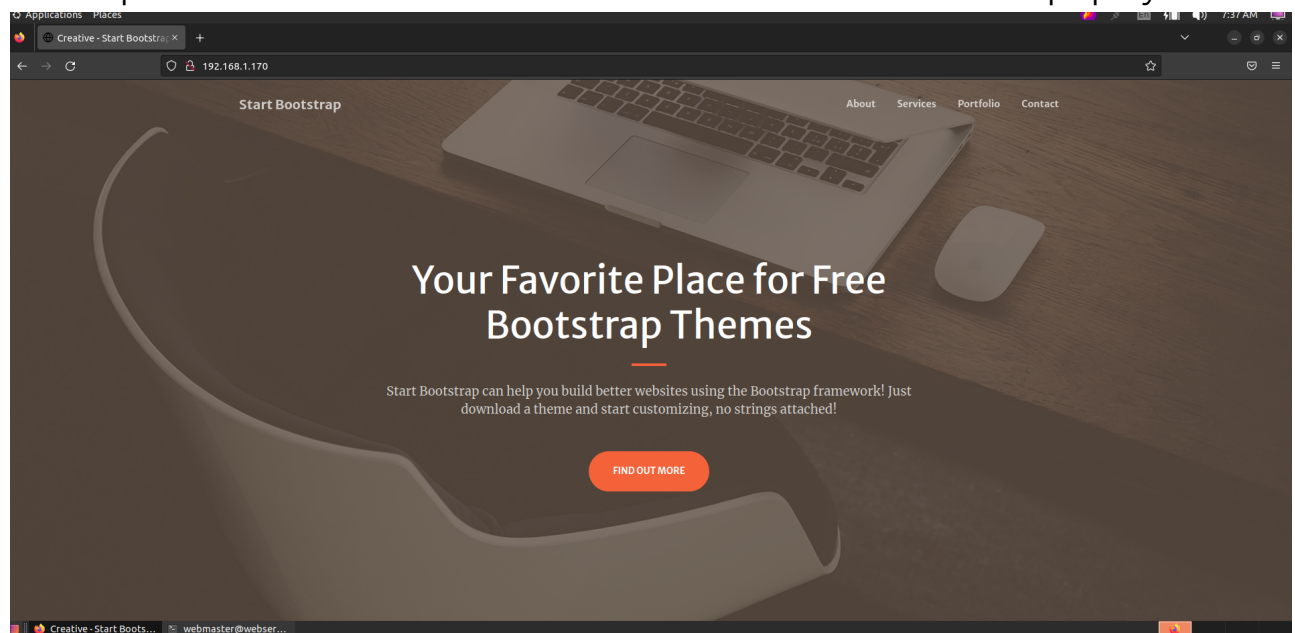 Applications Places En 7:37 AM
Creative - Start Bootstrap
192.168.1.170
Start Bootstrap About Services Portfolio Contact
Your Favorite Place for Free
Bootstrap Themes
Start Bootstrap can help you build better websites using the Bootstrap framework! Just
download a theme and start customizing, no strings attached!
FIND OUT MORE
Creative - Start Boots... webmaster@webser...